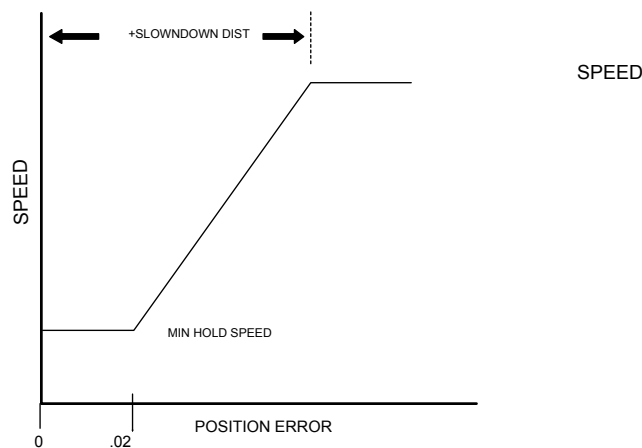 +SLOWNDOWN DIST
SPEED
SPEED
MIN HOLD SPEED
POSITION ERROR
0
.02